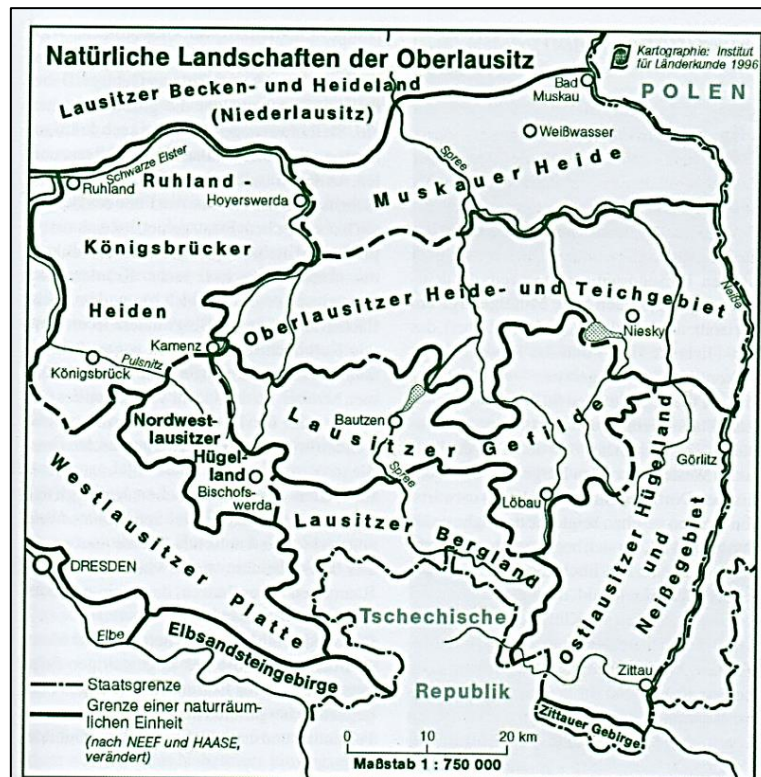 Natürliche Landschaften der Oberlausitz
Kartographie: Institut
für Länderkunde 1996
Lausitzer Becken- und Heideland
(Niederlausitz)
Bad
Muskau
POLEN
Weißwasser
Spree
Muskauer Heide
Schwarze Elster
Ruhland
Ruhland -
Hoyerswerda
Königsbrücker
Neiße
Heiden
Oberlausitzer Heide- und Teichgebiet
Niesky
Kamenz
Königsbrück
Pulsnitz
Nordwest-
lausitzer
Hügel-
land
Bischofs-
werda
Bautzen
Lausitzer Gefilde
Spree
Görlitz
Löbau
Westlausitzer Platte
Lausitzer Bergland
Ostlausitzer Hügelland
und
Neißegebiet
DRESDEN
Elbe
Elbsandsteingebirge
Tschechische
Republik
Zittau
Zittauer Gebirge
Staatsgrenze
Grenze einer naturräum-
lichen Einheit
(nach NEEF und HAASE,
verändert)
0 10 20 km
Maßstab 1 : 750 000